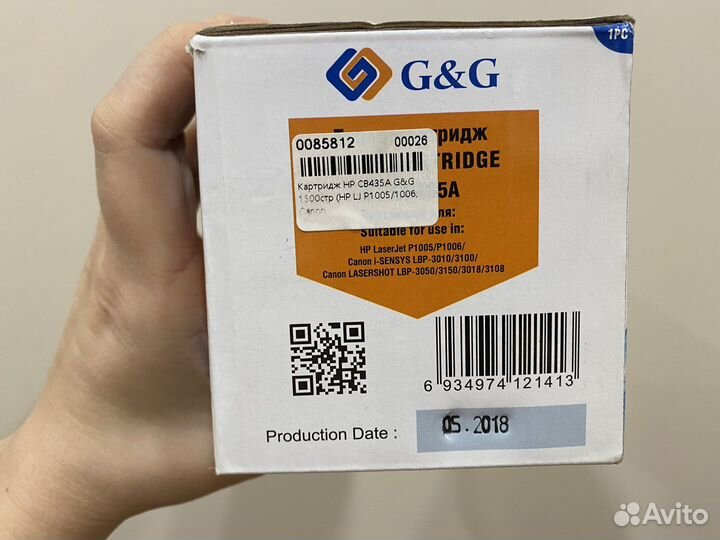 1PC
G&G
0085812 00026
Картридж HP CB435A G&G
1500стр (HP LJ P1005/1006,
Canon
ридж
TRIDGE
5A
для:
Suitable for use in:
HP LaserJet P1005/P1006/
Canon i-SENSYS LBP-3010/3100/
Canon LASERSHOT LBP-3050/3150/3018/3108
6 934974 121413
Production Date : 05.2018
Avito